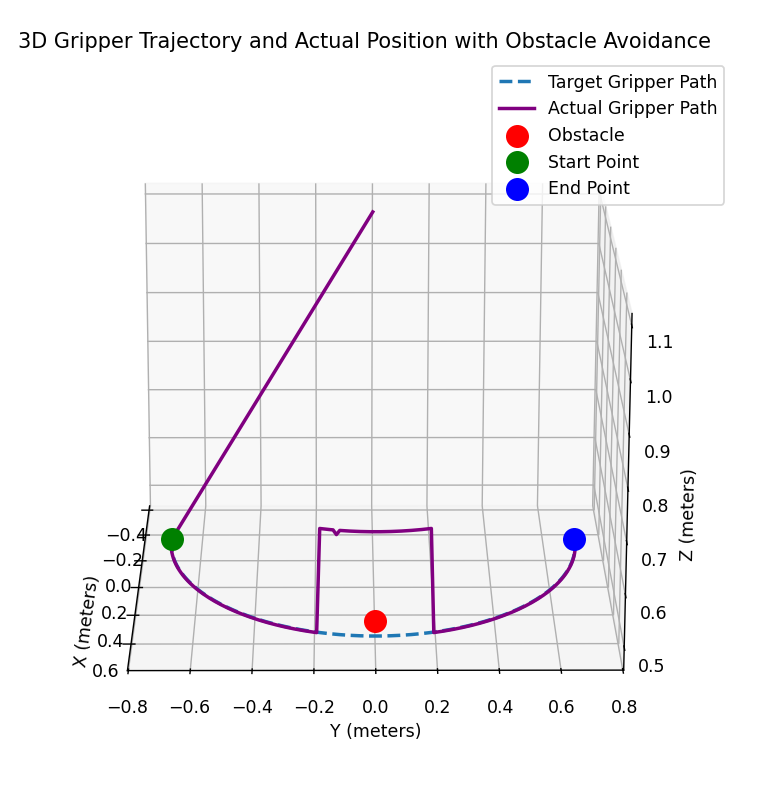 3D Gripper Trajectory and Actual Position with Obstacle Avoidance
Target Gripper Path
Actual Gripper Path
Obstacle
Start Point
End Point
1.1
1.0
0.9
0.8
0.7
0.6
0.5
Z (meters)
−0.4
−0.2
0.0
0.2
0.4
0.6
X (meters)
−0.8 −0.6 −0.4 −0.2 0.0 0.2 0.4 0.6 0.8
Y (meters)